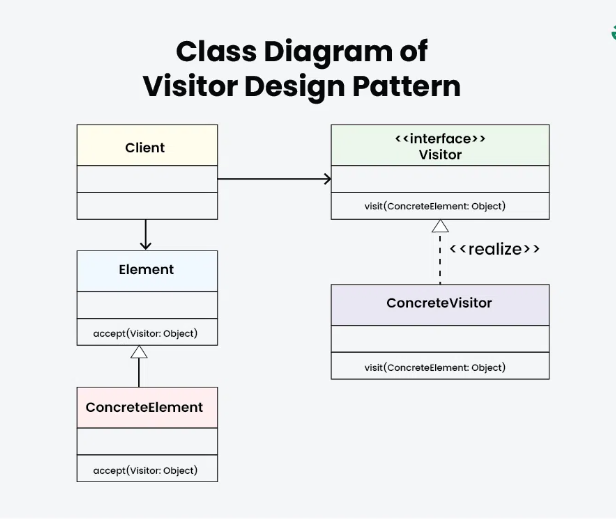 Class Diagram of
Visitor Design Pattern
Client
<<interface>>
Visitor
visit(ConcreteElement: Object)
<<realize>>
Element
accept(Visitor: Object)
ConcreteVisitor
visit(ConcreteElement: Object)
ConcreteElement
accept(Visitor: Object)